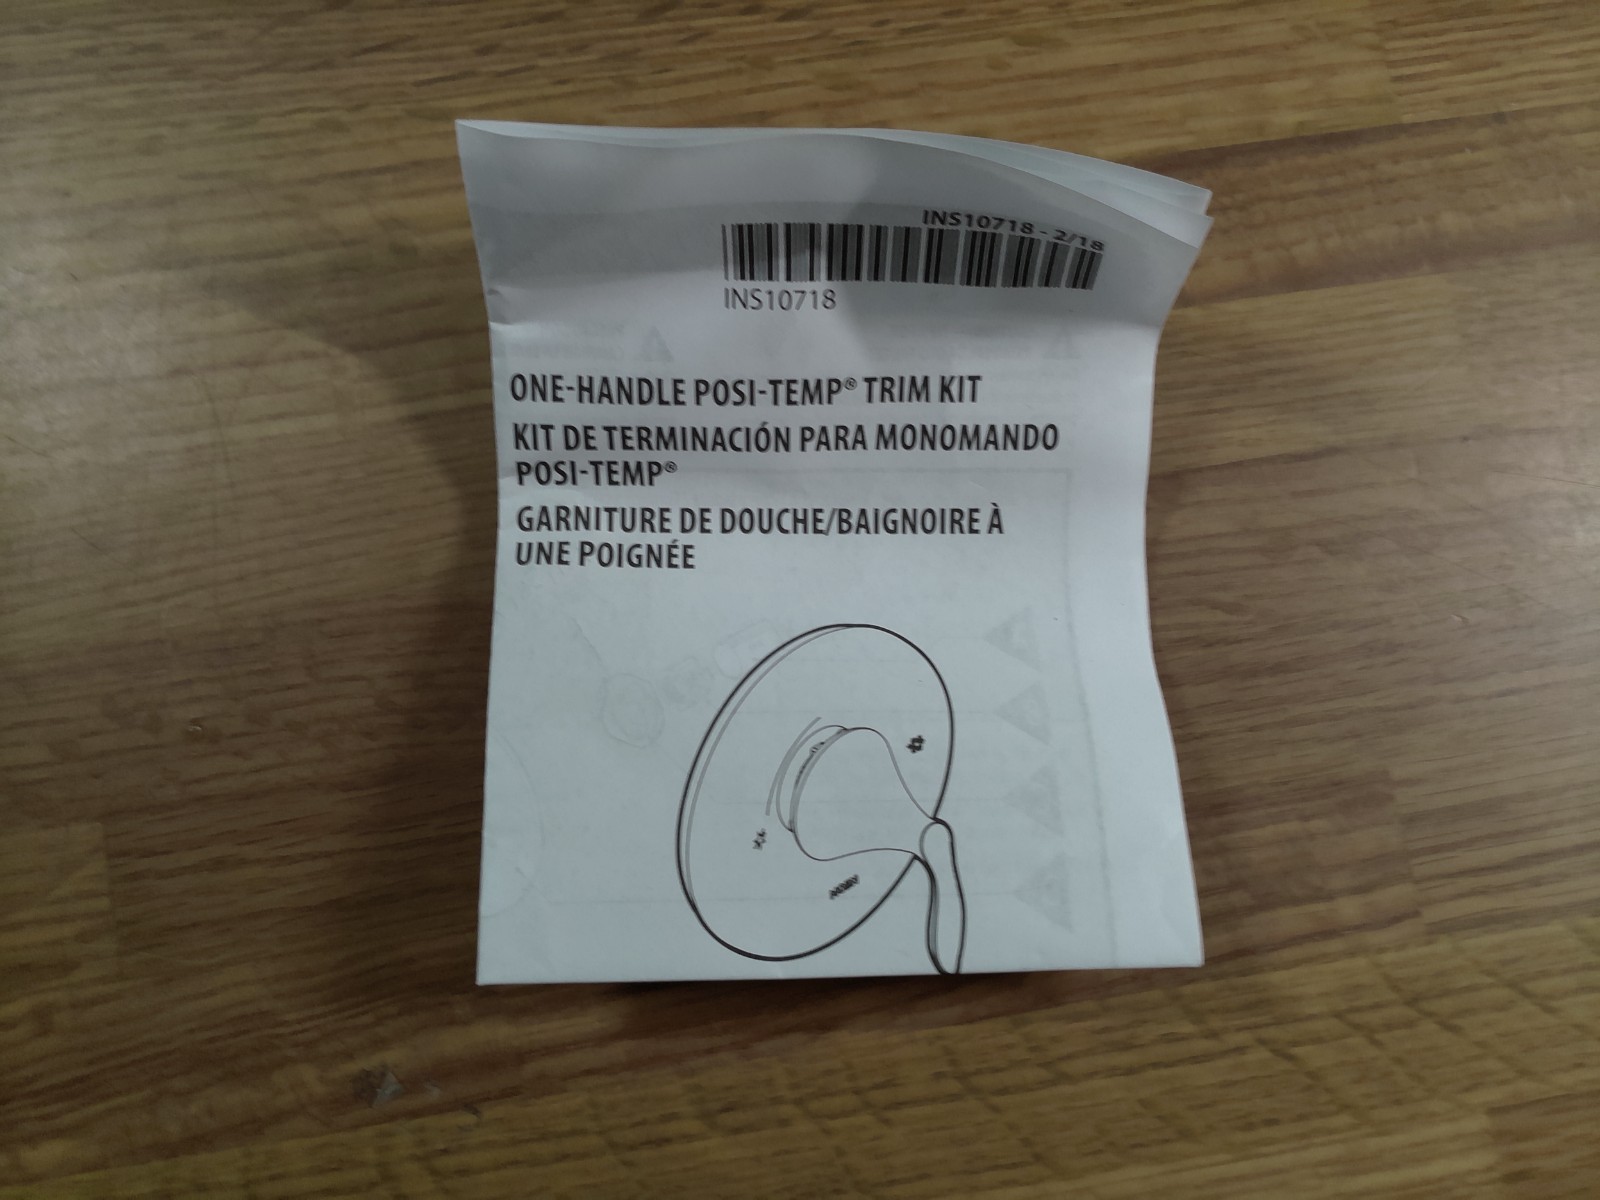 INS10718 - 2/18
INS10718
ONE-HANDLE POSI-TEMP® TRIM KIT
KIT DE TERMINACIÓN PARA MONOMANDO
POSI-TEMP®
GARNITURE DE DOUCHE/BAIGNOIRE À
UNE POIGNÉE